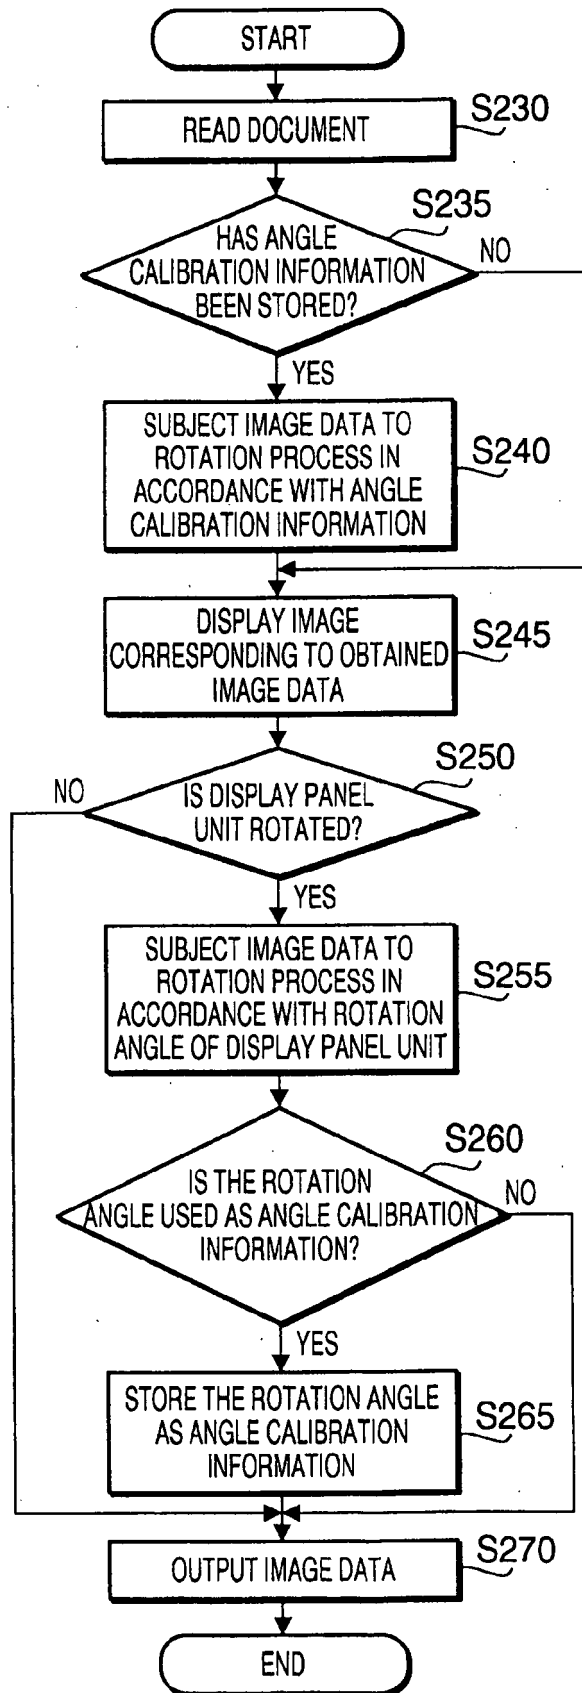 START
READ DOCUMENT
S230
S235
HAS ANGLE
CALIBRATION INFORMATION
BEEN STORED?
NO
YES
SUBJECT IMAGE DATA TO
ROTATION PROCESS IN
ACCORDANCE WITH ANGLE
CALIBRATION INFORMATION
S240
DISPLAY IMAGE
CORRESPONDING TO OBTAINED
IMAGE DATA
S245
S250
NO
IS DISPLAY PANEL
UNIT ROTATED?
YES
SUBJECT IMAGE DATA TO
ROTATION PROCESS IN
ACCORDANCE WITH ROTATION
ANGLE OF DISPLAY PANEL UNIT
S255
S260
IS THE ROTATION
ANGLE USED AS ANGLE CALIBRATION
INFORMATION?
NO
YES
STORE THE ROTATION ANGLE
AS ANGLE CALIBRATION
INFORMATION
S265
OUTPUT IMAGE DATA
S270
END